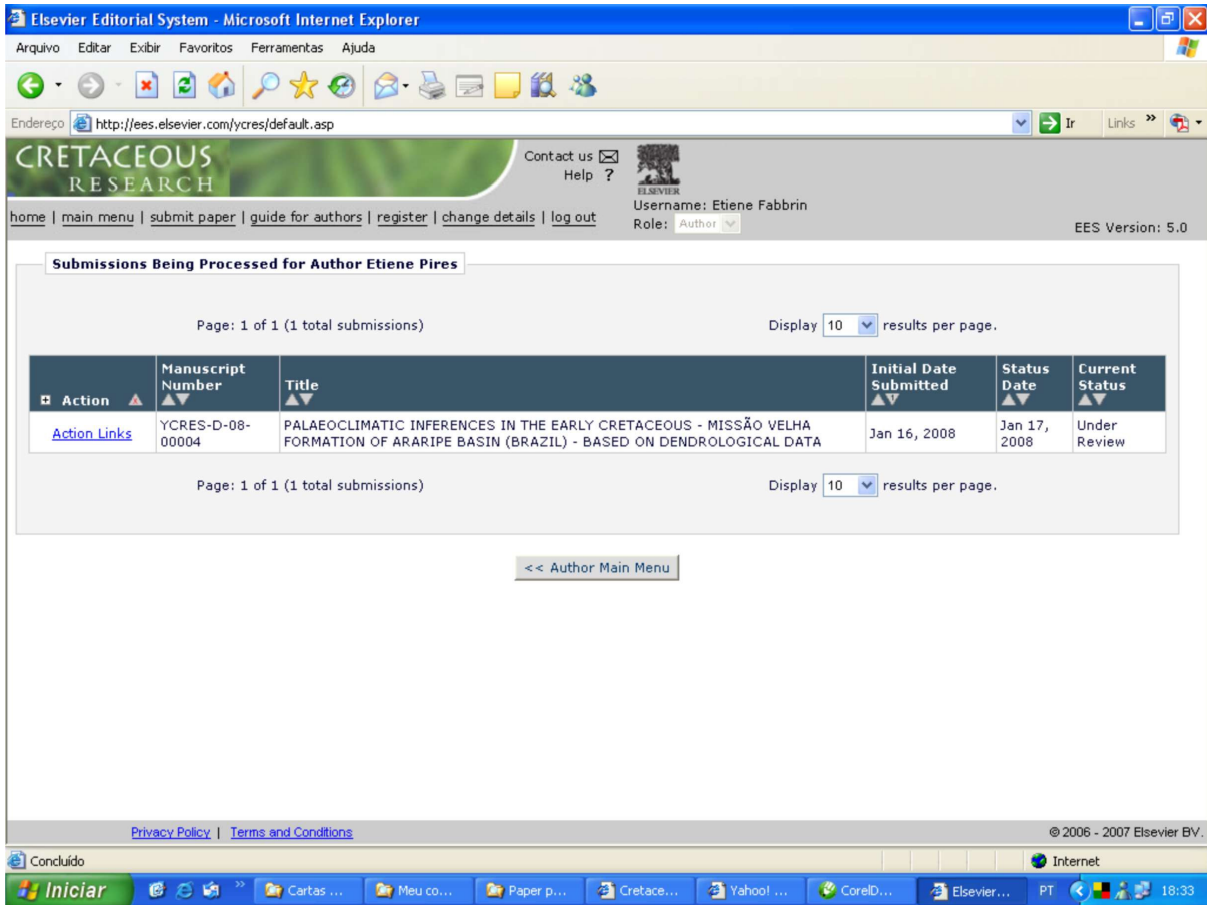 Elsevier Editorial System - Microsoft Internet Explorer
Arquivo Editar Exibir Favoritos Ferramentas Ajuda
Endereço http://ees.elsevier.com/ycres/default.asp Ir Links »
CRETACEOUS
RESEARCH
Contact us
Help ?
ELSEVIER
Username: Etiene Fabbrin
Role: Author
home | main menu | submit paper | guide for authors | register | change details | log out
EES Version: 5.0
Submissions Being Processed for Author Etiene Pires
Page: 1 of 1 (1 total submissions) Display 10 results per page.
Action
Manuscript
Number
Title
Initial Date
Submitted
Status
Date
Current
Status
Action Links
YCRES-D-08-
00004
PALAEOCLIMATIC INFERENCES IN THE EARLY CRETACEOUS - MISSÃO VELHA
FORMATION OF ARARIPE BASIN (BRAZIL) - BASED ON DENDROLOGICAL DATA
Jan 16, 2008
Jan 17,
2008
Under
Review
Page: 1 of 1 (1 total submissions) Display 10 results per page.
<< Author Main Menu
Privacy Policy | Terms and Conditions © 2006 - 2007 Elsevier BV.
Concluído Internet
Iniciar » Cartas ... Meu co... Paper p... Cretace... Yahoo! ... CorelD... Elsevier... PT 18:33